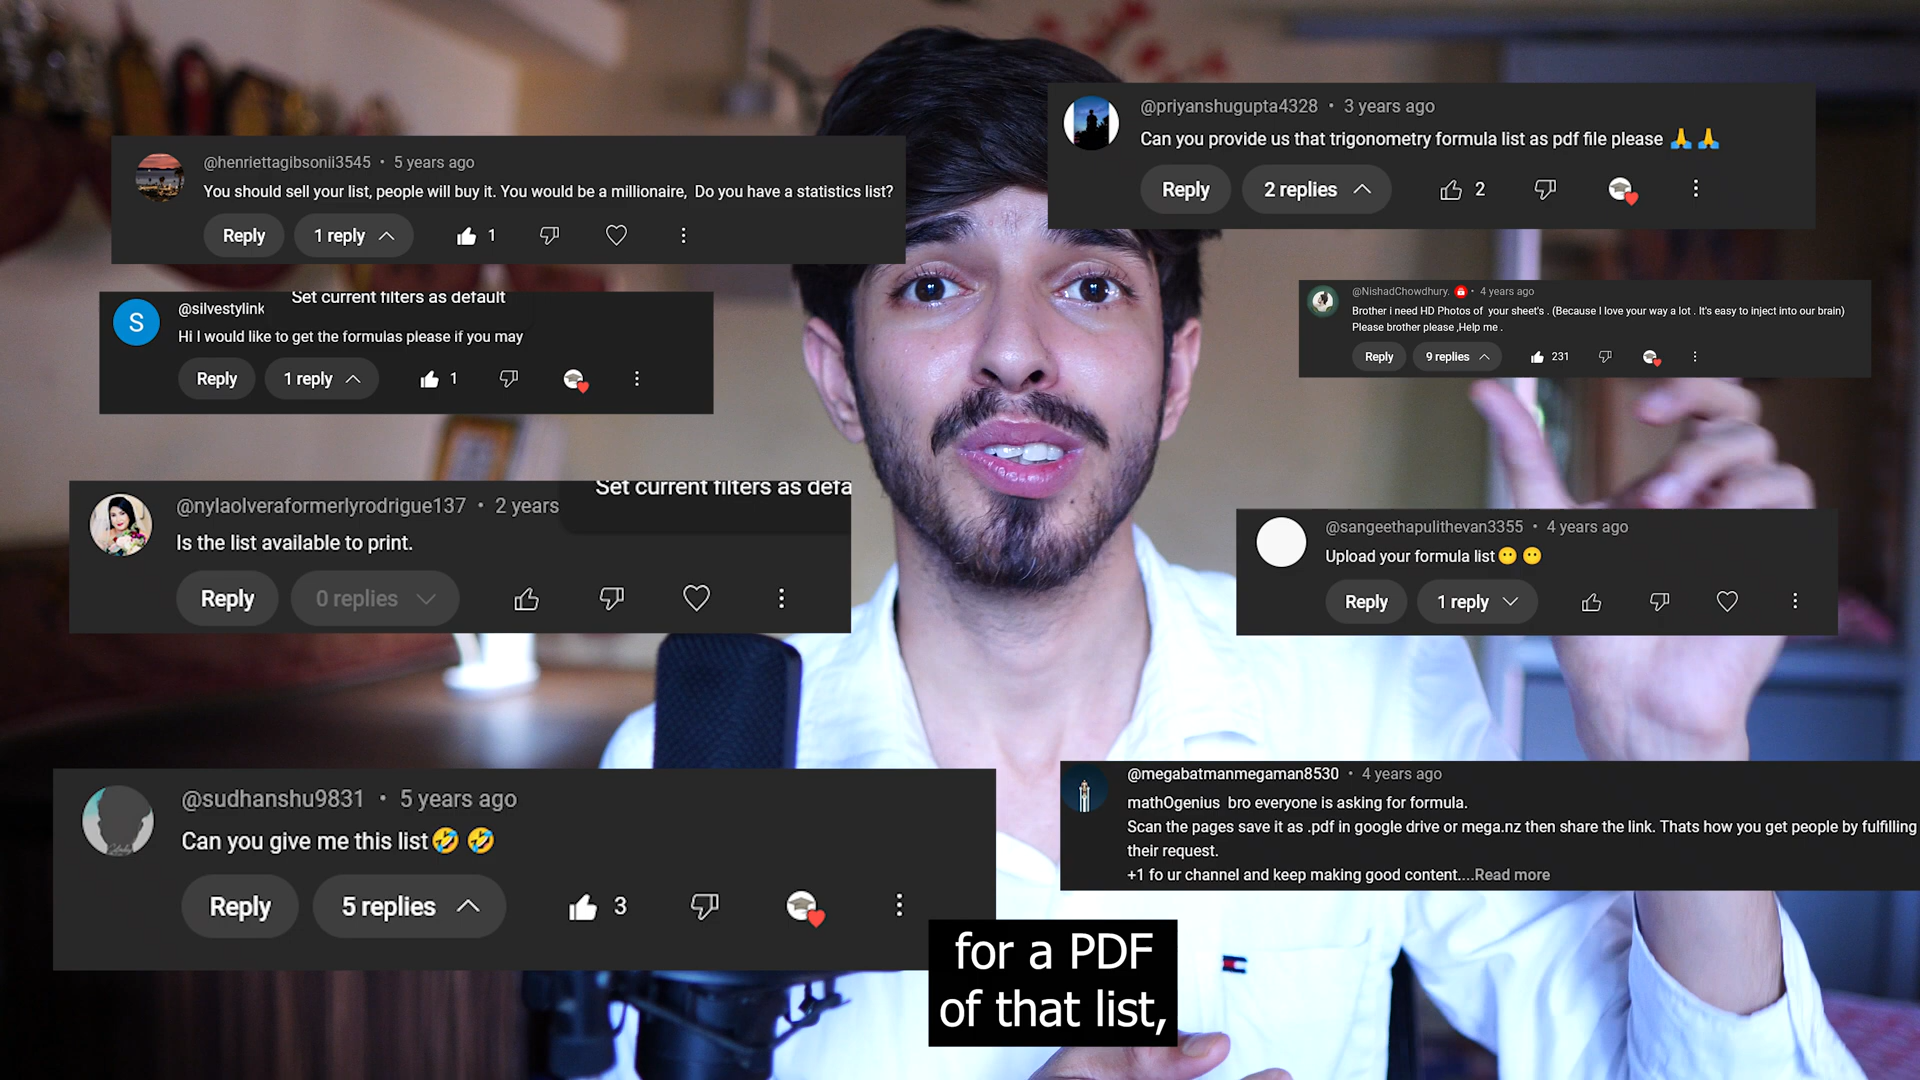 @henriettagibsonii3545 • 5 years ago
You should sell your list, people will buy it. You would be a millionaire, Do you have a statistics list?
Reply 1 reply 1
@silvestylink
Set current filters as default
Hi I would like to get the formulas please if you may
Reply 1 reply 1
S
@nylaolveraformerlyrodrigue137 • 2 years
Set current filters as defa
Is the list available to print.
Reply 0 replies
@sudhanshu9831 • 5 years ago
Can you give me this list🤣 🤣
Reply 5 replies 3
@priyanshugupta4328 • 3 years ago
Can you provide us that trigonometry formula list as pdf file please 🙏 🙏
Reply 2 replies 2
@NishadChowdhury. • 4 years ago
Brother i need HD Photos of your sheet's . (Because I love your way a lot . It's easy to inject into our brain)
Please brother please ,Help me .
Reply 9 replies 231
@sangeethapulithevan3355 • 4 years ago
Upload your formula list😶 😶
Reply 1 reply
@megabatmanmegaman8530 • 4 years ago
mathOgenius bro everyone is asking for formula.
Scan the pages save it as .pdf in google drive or mega.nz then share the link. Thats how you get people by fulfilling
their request.
+1 fo ur channel and keep making good content....Read more
for a PDF
of that list,